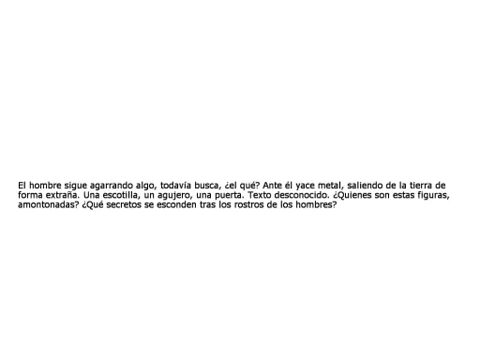 El hombre sigue agarrando algo, todavía busca, ¿el qué? Ante él yace metal, saliendo de la tierra de
forma extraña. Una escotilla, un agujero, una puerta. Texto desconocido. ¿Quienes son estas figuras,
amontonadas? ¿Qué secretos se esconden tras los rostros de los hombres?